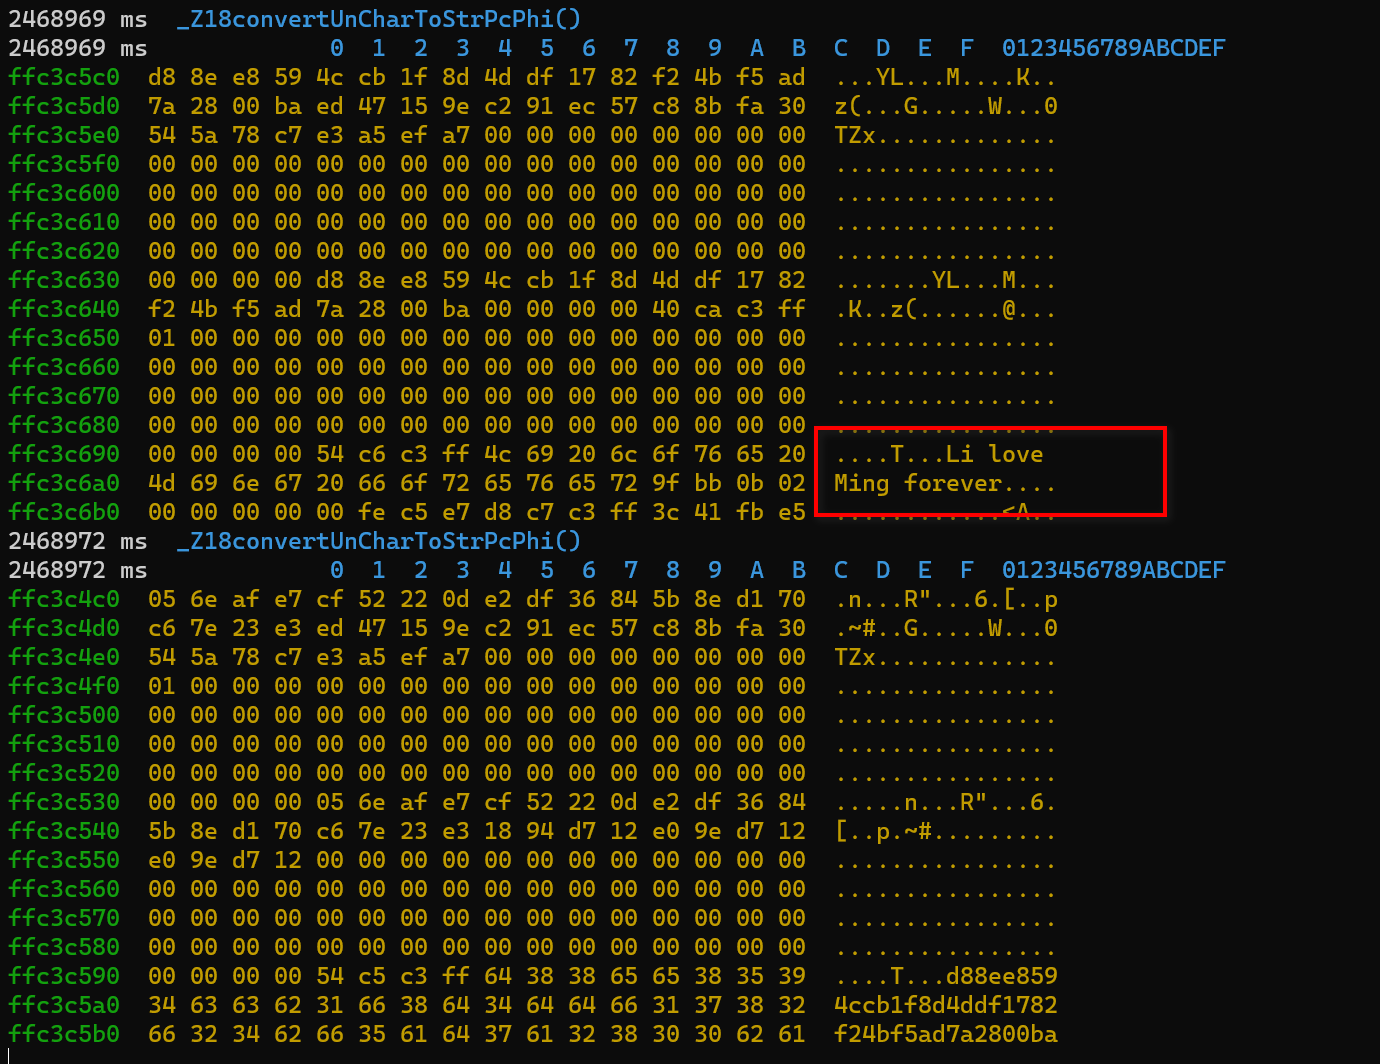 2468969 ms  _Z18convertUnCharToStrPcPhi()
2468969 ms             0  1  2  3  4  5  6  7  8  9  A  B  C  D  E  F  0123456789ABCDEF
ffc3c5c0  d8 8e e8 59 4c cb 1f 8d 4d df 17 82 f2 4b f5 ad  ...YL...M....K..
ffc3c5d0  7a 28 00 ba ed 47 15 9e c2 91 ec 57 c8 8b fa 30  z(...G.....W...0
ffc3c5e0  54 5a 78 c7 e3 a5 ef a7 00 00 00 00 00 00 00 00  TZx.............
ffc3c5f0  00 00 00 00 00 00 00 00 00 00 00 00 00 00 00 00  ................
ffc3c600  00 00 00 00 00 00 00 00 00 00 00 00 00 00 00 00  ................
ffc3c610  00 00 00 00 00 00 00 00 00 00 00 00 00 00 00 00  ................
ffc3c620  00 00 00 00 00 00 00 00 00 00 00 00 00 00 00 00  ................
ffc3c630  00 00 00 00 d8 8e e8 59 4c cb 1f 8d 4d df 17 82  .......YL...M...
ffc3c640  f2 4b f5 ad 7a 28 00 ba 00 00 00 00 40 ca c3 ff  .K..z(......@...
ffc3c650  01 00 00 00 00 00 00 00 00 00 00 00 00 00 00 00  ................
ffc3c660  00 00 00 00 00 00 00 00 00 00 00 00 00 00 00 00  ................
ffc3c670  00 00 00 00 00 00 00 00 00 00 00 00 00 00 00 00  ................
ffc3c680  00 00 00 00 00 00 00 00 00 00 00 00 00 00 00 00  ................
ffc3c690  00 00 00 00 54 c6 c3 ff 4c 69 20 6c 6f 76 65 20  ....T...Li love
ffc3c6a0  4d 69 6e 67 20 66 6f 72 65 76 65 72 9f bb 0b 02  Ming forever....
ffc3c6b0  00 00 00 00 fe c5 e7 d8 c7 c3 ff 3c 41 fb e5  ............<A..
2468972 ms  _Z18convertUnCharToStrPcPhi()
2468972 ms             0  1  2  3  4  5  6  7  8  9  A  B  C  D  E  F  0123456789ABCDEF
ffc3c4c0  05 6e af e7 cf 52 22 0d e2 df 36 84 5b 8e d1 70  .n...R"...6.[..p
ffc3c4d0  c6 7e 23 e3 ed 47 15 9e c2 91 ec 57 c8 8b fa 30  .~#..G.....W...0
ffc3c4e0  54 5a 78 c7 e3 a5 ef a7 00 00 00 00 00 00 00 00  TZx.............
ffc3c4f0  01 00 00 00 00 00 00 00 00 00 00 00 00 00 00 00  ................
ffc3c500  00 00 00 00 00 00 00 00 00 00 00 00 00 00 00 00  ................
ffc3c510  00 00 00 00 00 00 00 00 00 00 00 00 00 00 00 00  ................
ffc3c520  00 00 00 00 00 00 00 00 00 00 00 00 00 00 00 00  ................
ffc3c530  00 00 00 00 05 6e af e7 cf 52 22 0d e2 df 36 84  .....n...R"...6.
ffc3c540  5b 8e d1 70 c6 7e 23 e3 18 94 d7 12 e0 9e d7 12  [..p.~#.........
ffc3c550  e0 9e d7 12 00 00 00 00 00 00 00 00 00 00 00 00  ................
ffc3c560  00 00 00 00 00 00 00 00 00 00 00 00 00 00 00 00  ................
ffc3c570  00 00 00 00 00 00 00 00 00 00 00 00 00 00 00 00  ................
ffc3c580  00 00 00 00 00 00 00 00 00 00 00 00 00 00 00 00  ................
ffc3c590  00 00 00 00 54 c5 c3 ff 64 38 38 65 65 38 35 39  ....T...d88ee859
ffc3c5a0  34 63 63 62 31 66 38 64 34 64 64 66 31 37 38 32  4ccb1f8d4ddf1782
ffc3c5b0  66 32 34 62 66 35 61 64 37 61 32 38 30 30 62 61  f24bf5ad7a2800ba